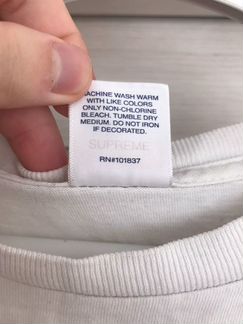 MACHINE WASH WARM
WITH LIKE COLORS
ONLY NON-CHLORINE
BLEACH. TUMBLE DRY
MEDIUM. DO NOT IRON
IF DECORATED.
SUPREME
RN#101837